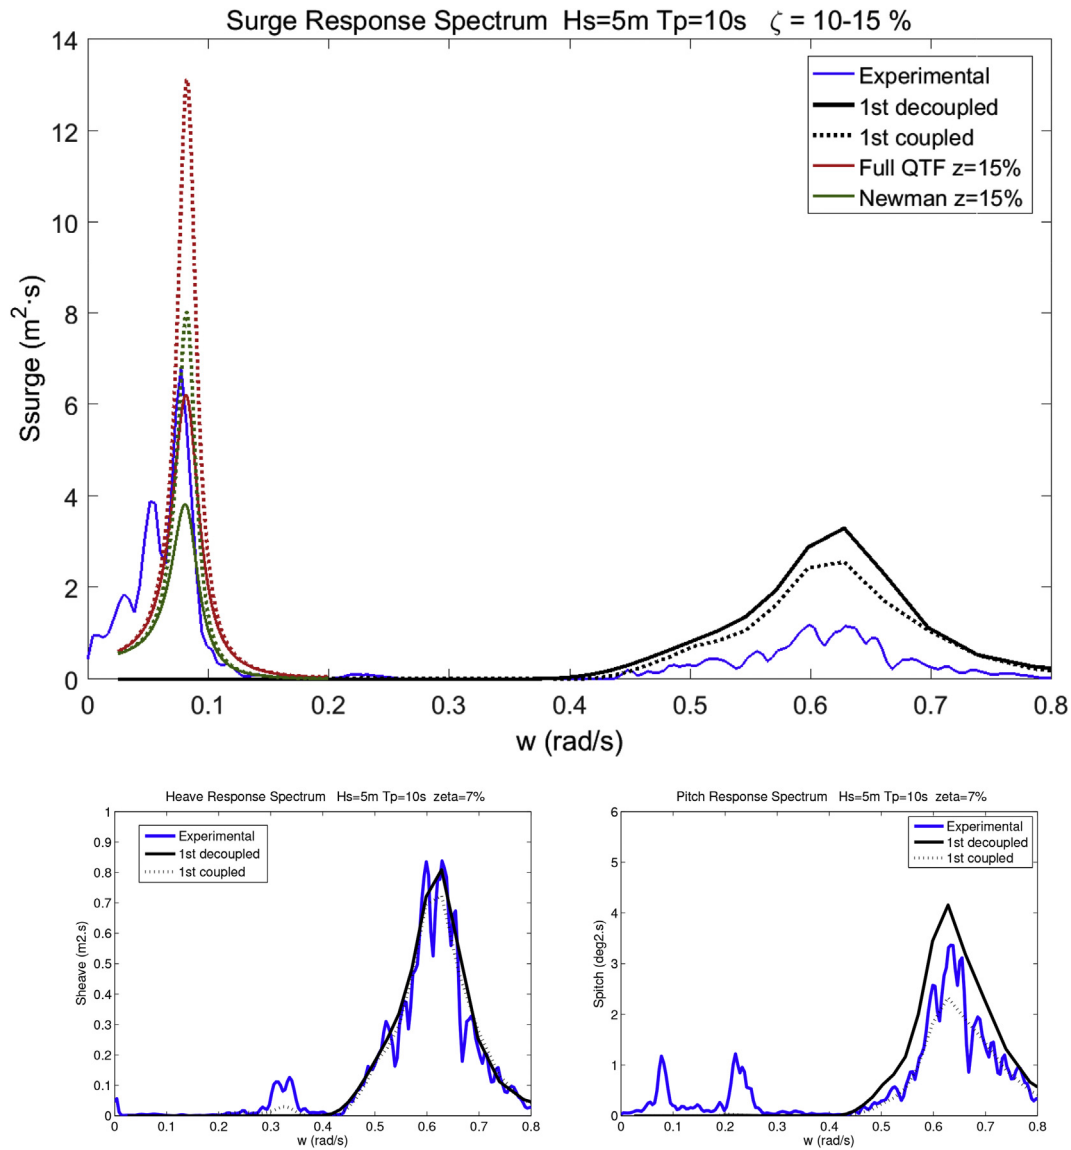 Surge Response Spectrum Hs=5m Tp=10s ζ = 10-15 %
14
12
10
8
6
4
2
0
Ssurge (m²·s)
Experimental
1st decoupled
1st coupled
Full QTF z=15%
Newman z=15%
0 0.1 0.2 0.3 0.4 0.5 0.6 0.7 0.8
w (rad/s)
Heave Response Spectrum Hs=5m Tp=10s zeta=7%
1
0.9
0.8
0.7
0.6
0.5
0.4
0.3
0.2
0.1
0
Sheave (m2.s)
Experimental
1st decoupled
1st coupled
0 0.1 0.2 0.3 0.4 0.5 0.6 0.7 0.8
w (rad/s)
Pitch Response Spectrum Hs=5m Tp=10s zeta=7%
6
5
4
3
2
1
0
Spitch (deg2.s)
Experimental
1st decoupled
1st coupled
0 0.1 0.2 0.3 0.4 0.5 0.6 0.7 0.8
w (rad/s)